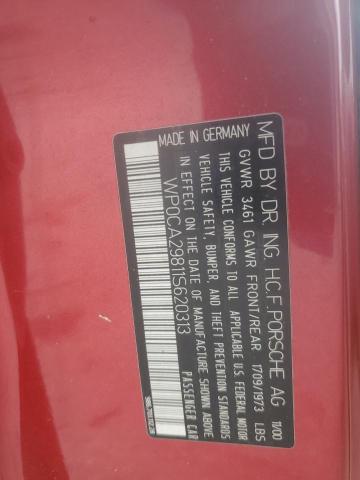 MFD BY DR. ING. H.C.F. PORSCHE AG 11/00
GVWR 3461 GAWR FRONT/REAR 1709/1973 LBS
THIS VEHICLE CONFORMS TO ALL APPLICABLE U.S. FEDERAL MOTOR
VEHICLE SAFETY, BUMPER, AND THEFT PREVENTION STANDARDS
IN EFFECT ON THE DATE OF MANUFACTURE SHOWN ABOVE
WP0CA29811S620313 PASSENGER CAR
MADE IN GERMANY